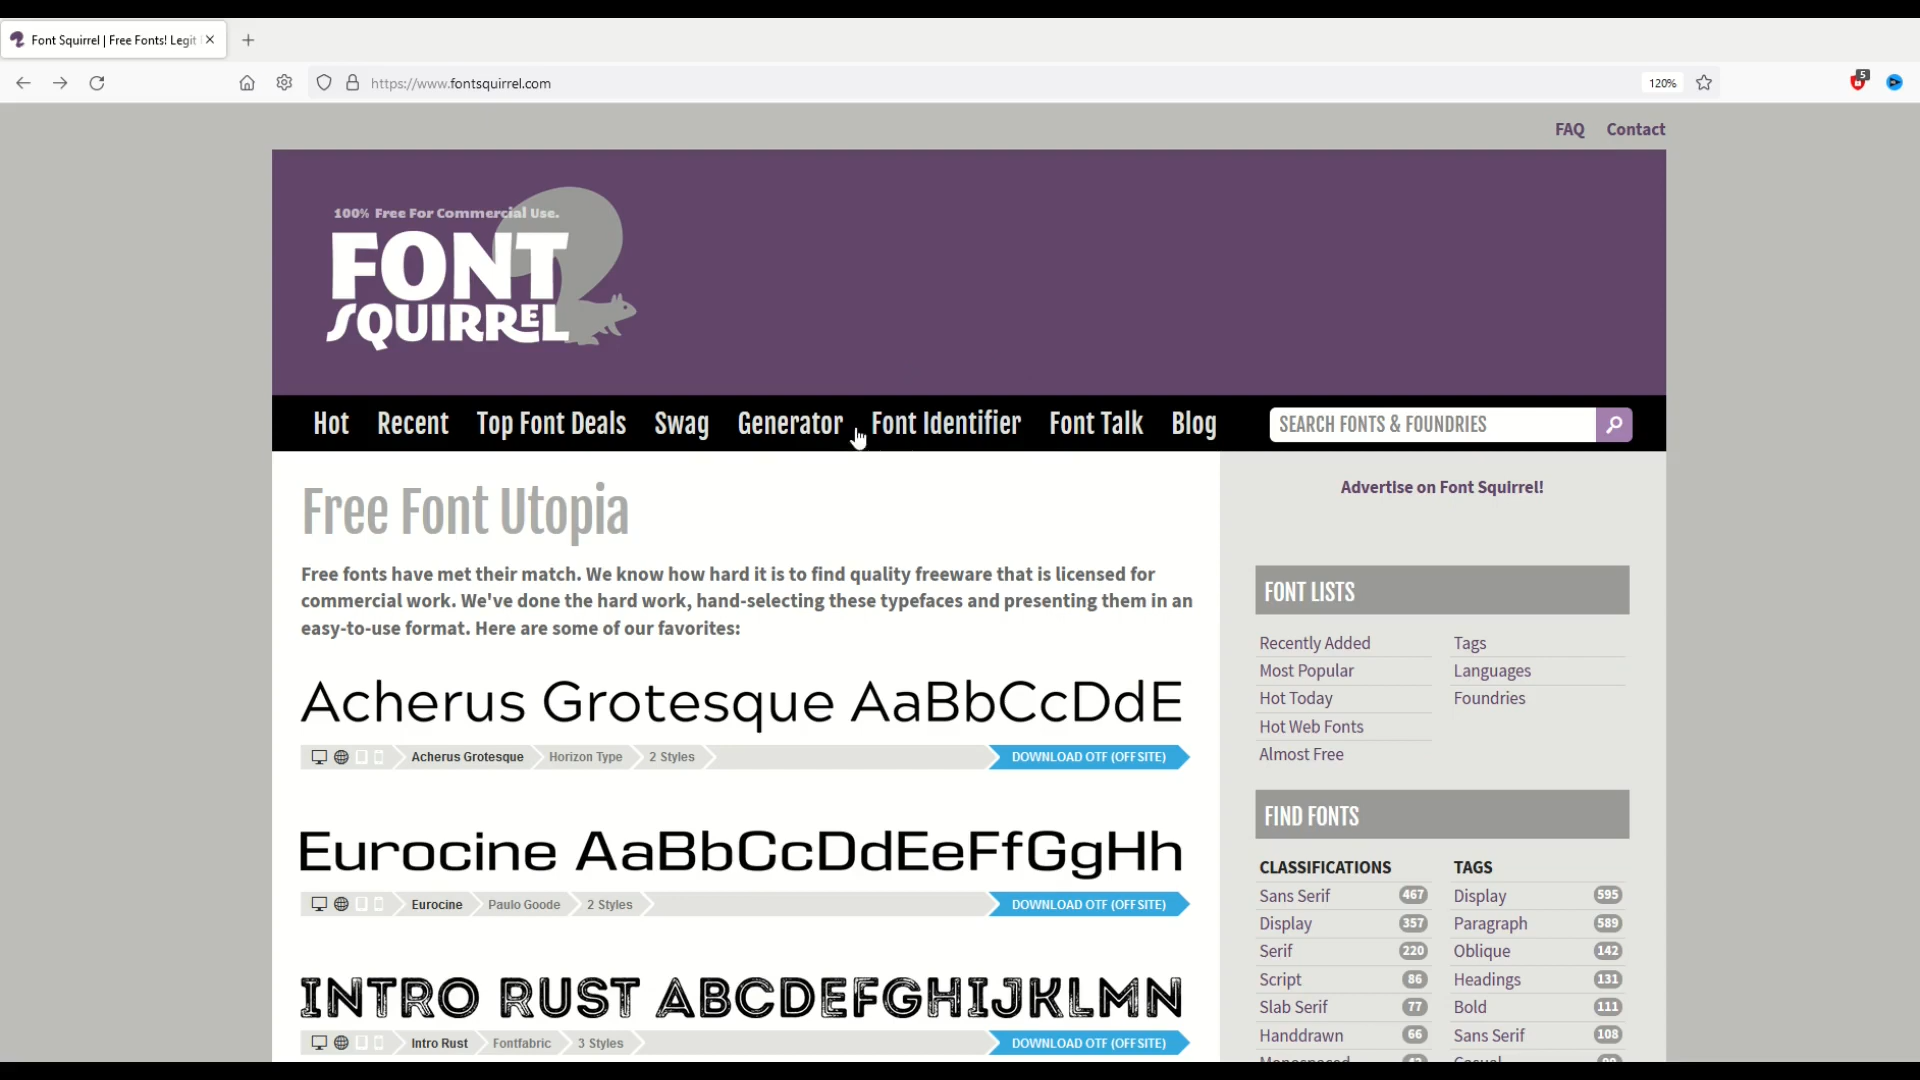 Font Squirrel | Free Fonts! Legit
https://www.fontsquirrel.com
120%
5
FAQ Contact
100% Free For Commercial Use.
FONT
SQUIRREL
Hot Recent Top Font Deals Swag Generator Font Identifier Font Talk Blog
SEARCH FONTS & FOUNDRIES
Free Font Utopia
Free fonts have met their match. We know how hard it is to find quality freeware that is licensed for
commercial work. We've done the hard work, hand-selecting these typefaces and presenting them in an
easy-to-use format. Here are some of our favorites:
Acherus Grotesque AaBbCcDdE
Acherus Grotesque Horizon Type 2 Styles DOWNLOAD OTF (OFFSITE)
Eurocine AaBbCcDdEeFfGgHh
Eurocine Paulo Goode 2 Styles DOWNLOAD OTF (OFFSITE)
INTRO RUST ABCDEFGHIJKLMN
Intro Rust Fontfabric 3 Styles DOWNLOAD OTF (OFFSITE)
Advertise on Font Squirrel!
FONT LISTS
Recently Added Tags
Most Popular Languages
Hot Today Foundries
Hot Web Fonts
Almost Free
FIND FONTS
CLASSIFICATIONS TAGS
Sans Serif 467 Display 595
Display 357 Paragraph 589
Serif 220 Oblique 142
Script 86 Headings 131
Slab Serif 77 Bold 111
Handdrawn 66 Sans Serif 108